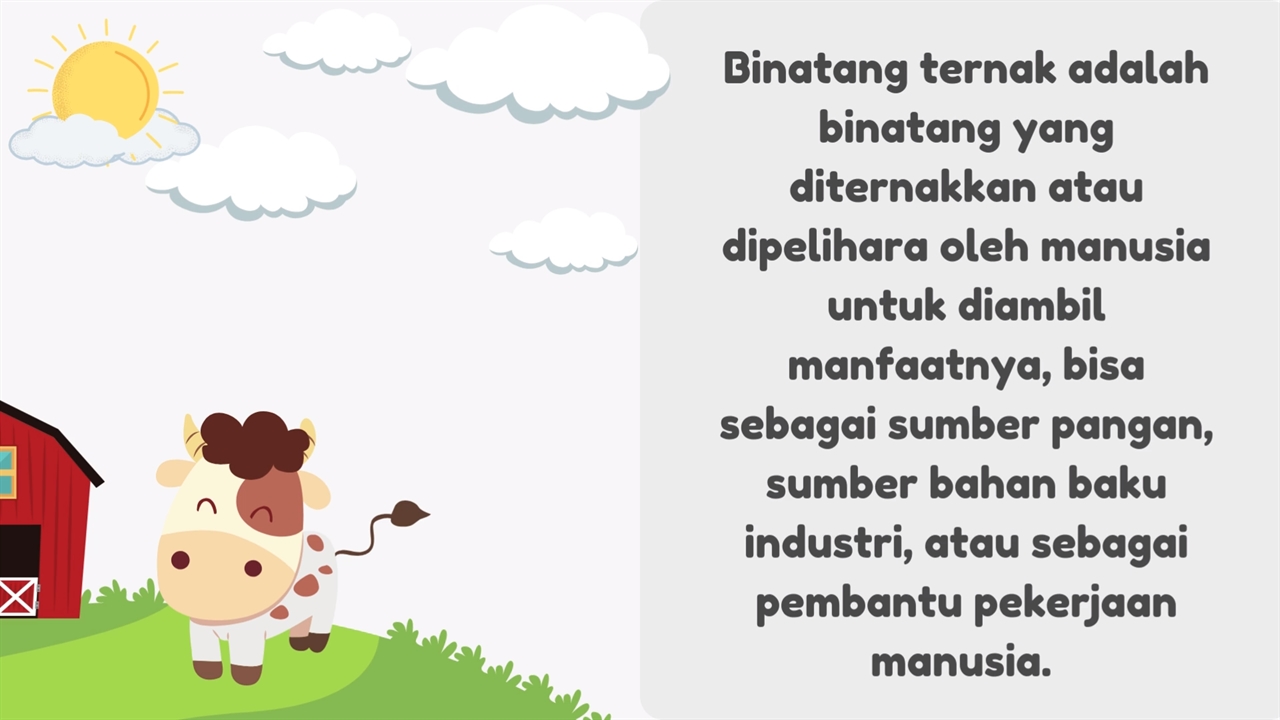 Binatang ternak adalah
binatang yang
diternakkan atau
dipelihara oleh manusia
untuk diambil
manfaatnya, bisa
sebagai sumber pangan,
sumber bahan baku
industri, atau sebagai
pembantu pekerjaan
manusia.